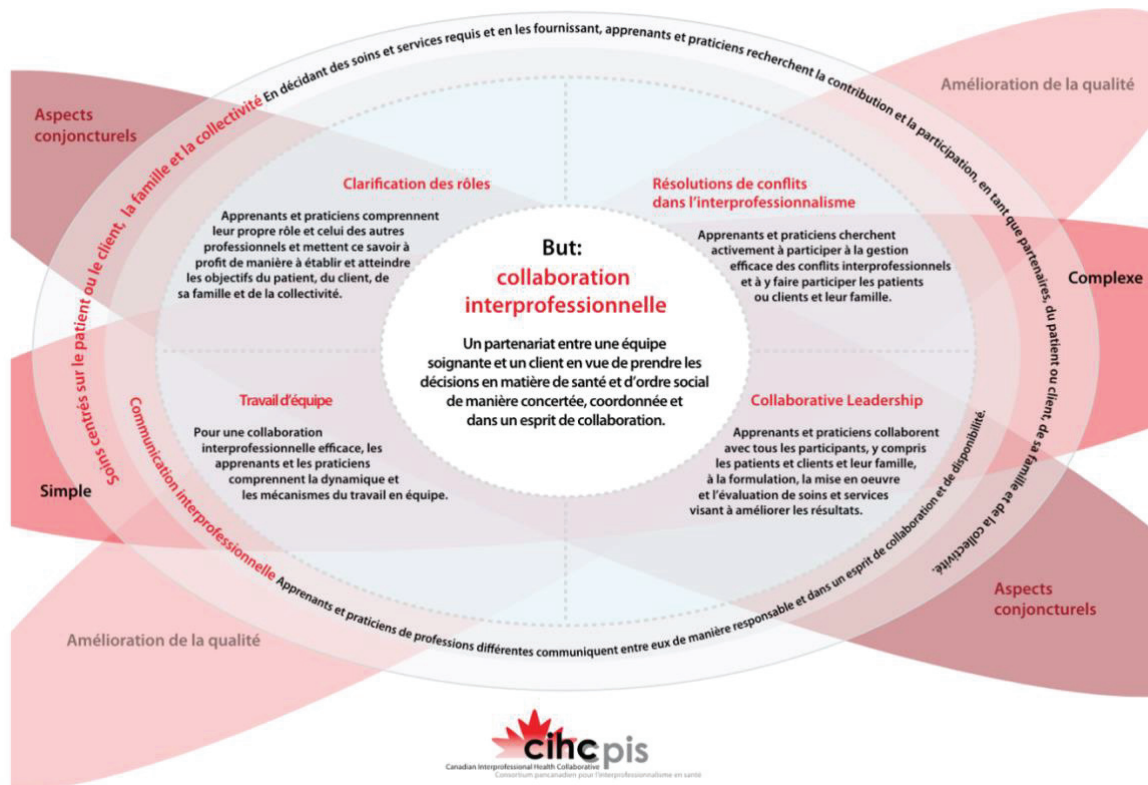 Soins centrés sur le patient ou le client, la famille et la collectivité En décidant des soins et services requis et en les fournissant, apprenants et praticiens recherchent la contribution et la participation, en tant que partenaires, du patient ou client, de sa famille et de la collectivité.
Amélioration de la qualité
Aspects
conjoncturels
Clarification des rôles
Apprenants et praticiens comprennent
leur propre rôle et celui des autres
professionnels et mettent ce savoir à
profit de manière à établir et atteindre
les objectifs du patient, du client, de
sa famille et de la collectivité.
Résolutions de conflits
dans l'interprofessionnalisme
Apprenants et praticiens cherchent
activement à participer à la gestion
efficace des conflits interprofessionnels
et à y faire participer les patients
ou clients et leur famille.
But:
collaboration
interprofessionnelle
Un partenariat entre une équipe
soignante et un client en vue de prendre les
décisions en matière de santé et d'ordre social
de manière concertée, coordonnée et
dans un esprit de collaboration.
Complexe
Travail d'équipe
Pour une collaboration
interprofessionnelle efficace, les
apprenants et les praticiens
comprennent la dynamique et
les mécanismes du travail en équipe.
Collaborative Leadership
Apprenants et praticiens collaborent
avec tous les participants, y compris
les patients et clients et leur famille,
à la formulation, la mise en oeuvre
et l'évaluation de soins et services
visant à améliorer les résultats.
Simple
Communication interprofessionnelle Apprenants et praticiens de professions différentes communiquent entre eux de manière responsable et dans un esprit de collaboration et de disponibilité.
Aspects
conjoncturels
Amélioration de la qualité
cihcpis
Canadian Interprofessional Health Collaborative
Consortium pancanadien pour l'interprofessionnalisme en santé